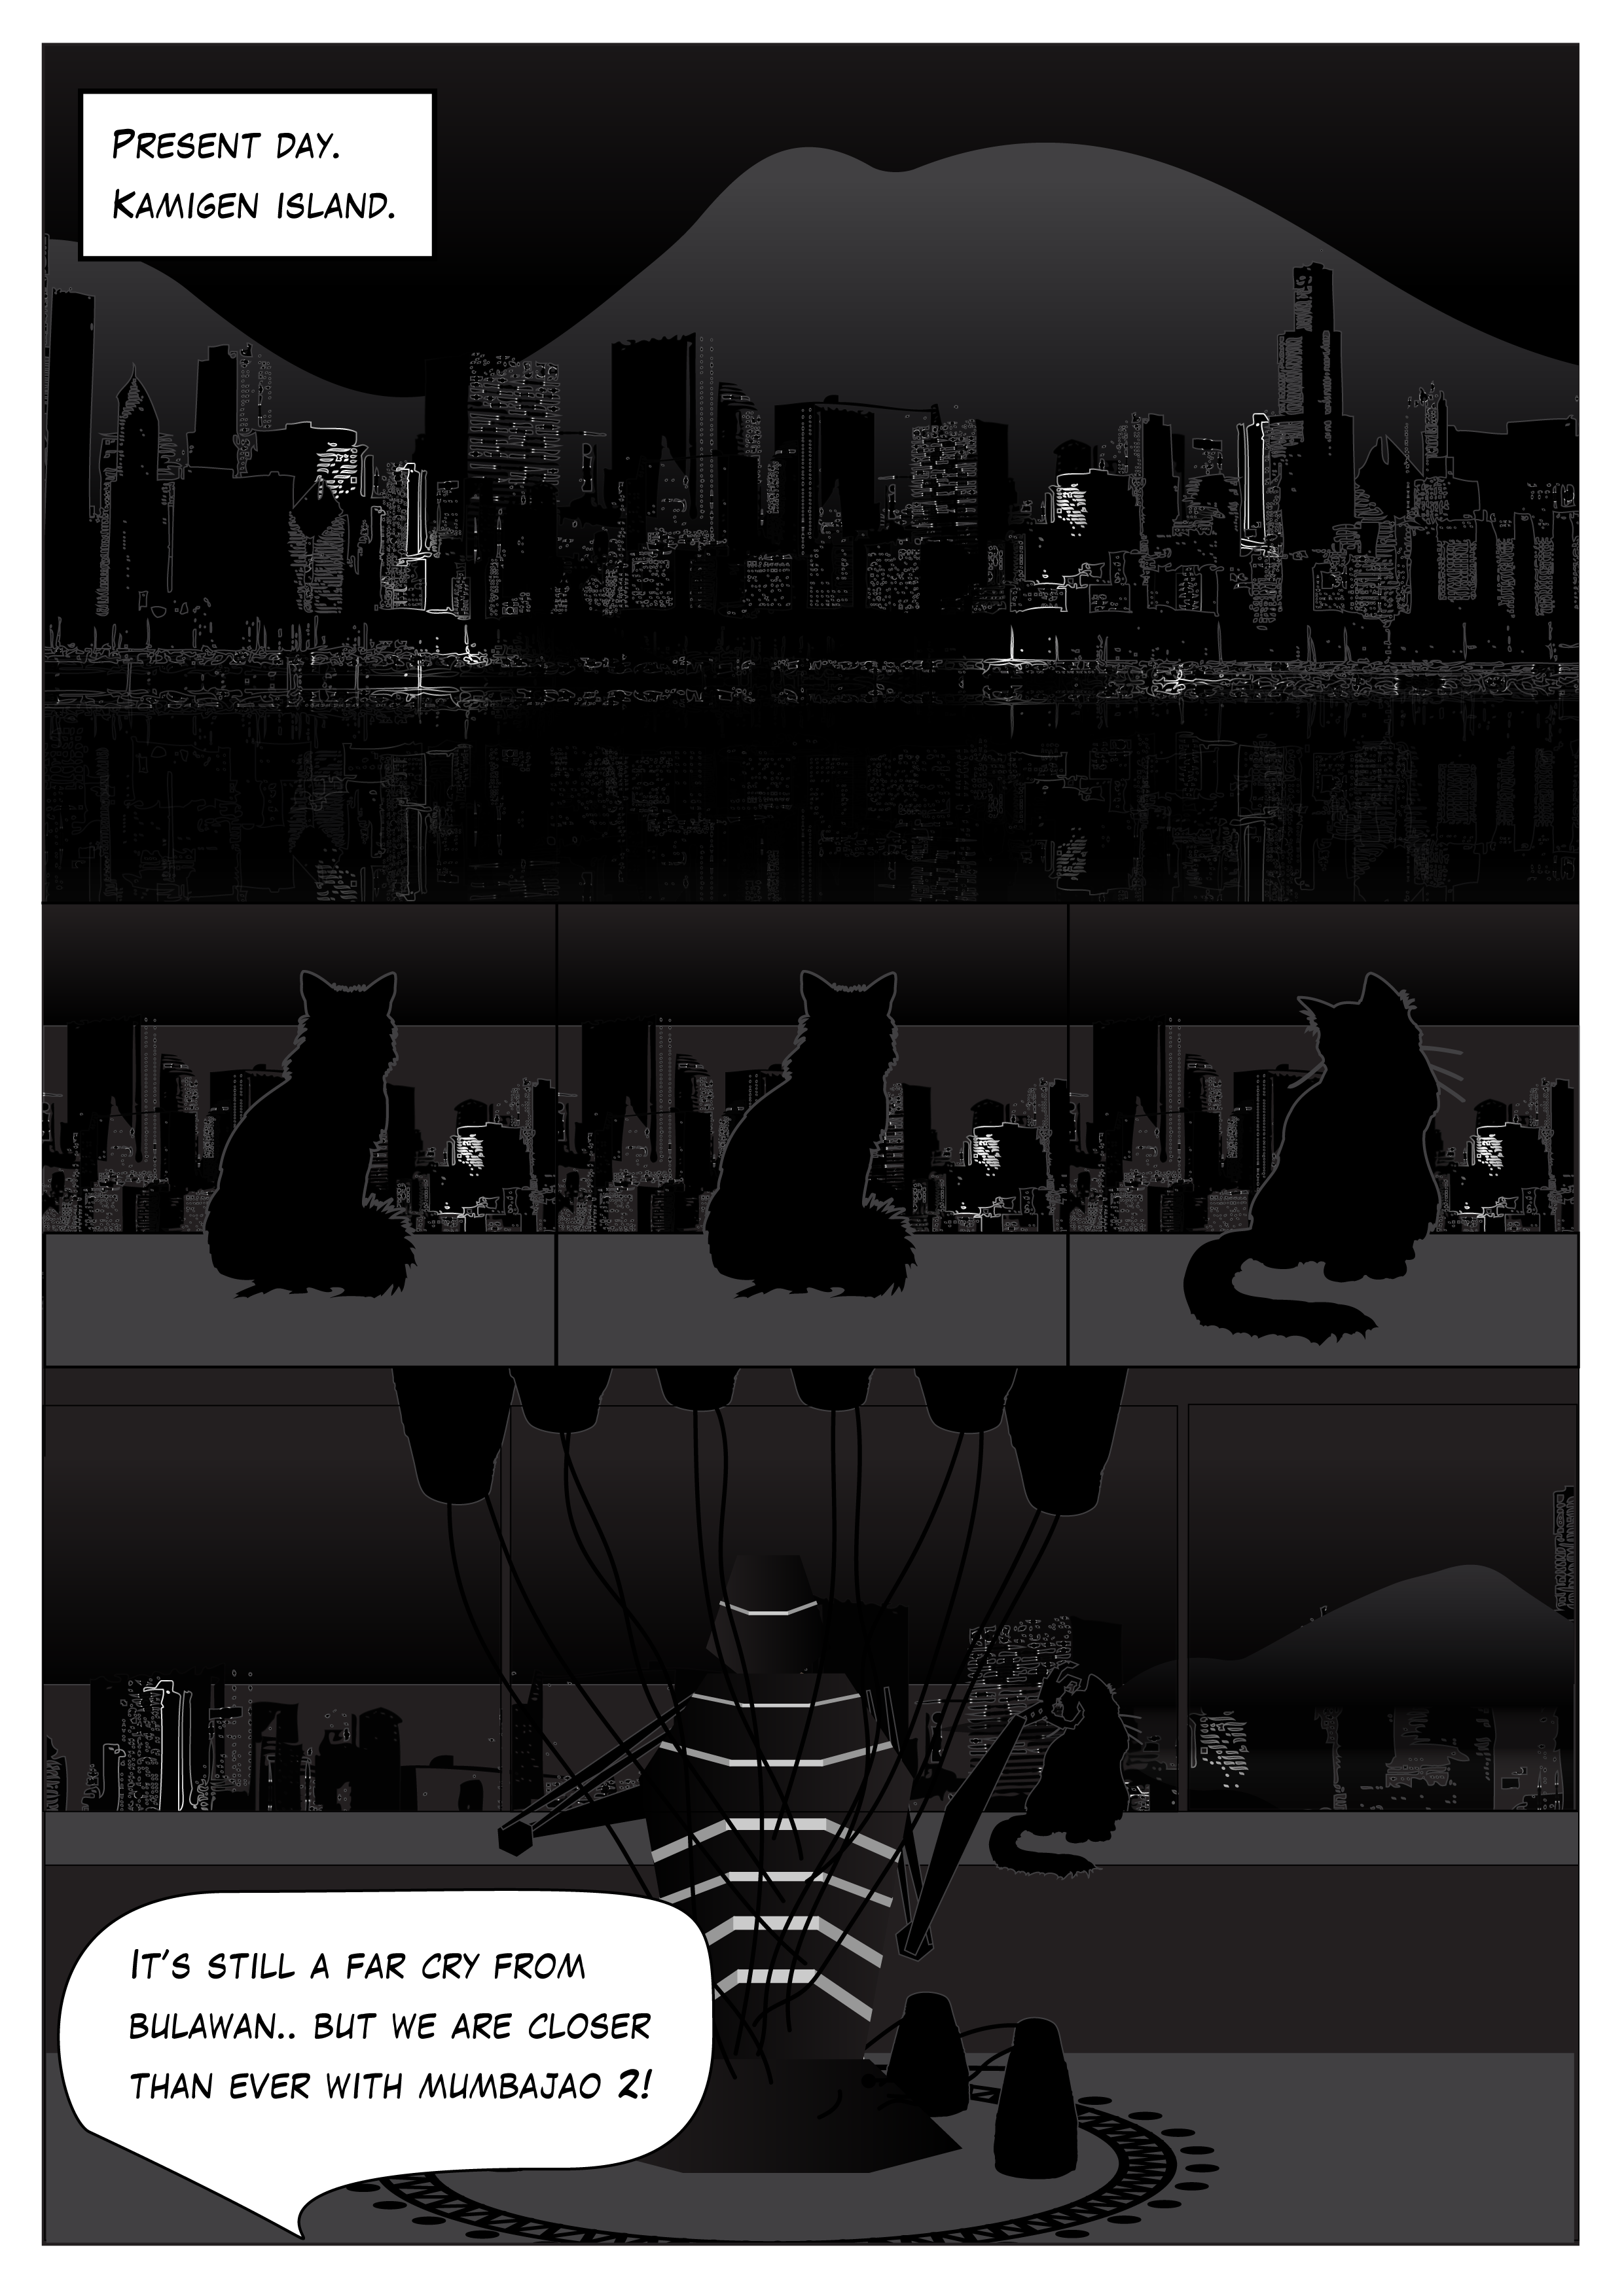 Present day.
Kamigen island.
It's still a far cry from
bulawan.. but we are closer
than ever with mumbajao 2!